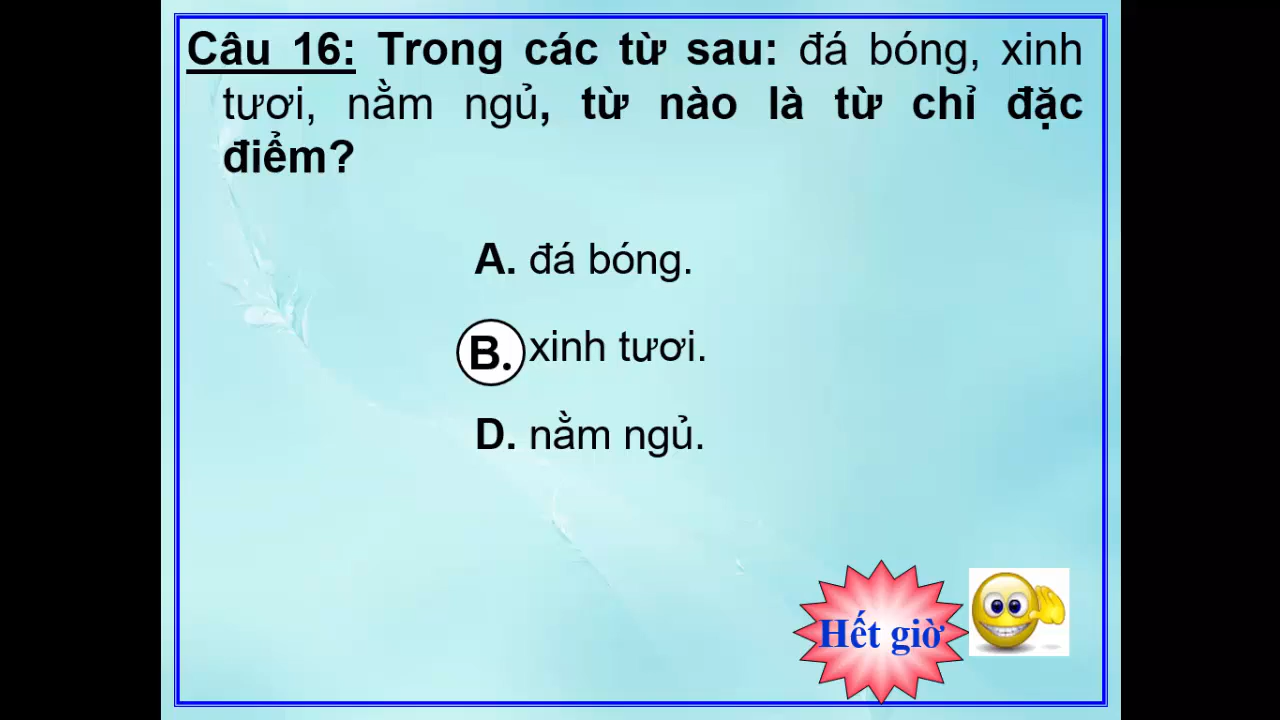 Câu 16: Trong các từ sau: đá bóng, xinh
tươi, nằm ngủ, từ nào là từ chỉ đặc
điểm?
A. đá bóng.
B. xinh tươi.
D. nằm ngủ.
Hết giờ